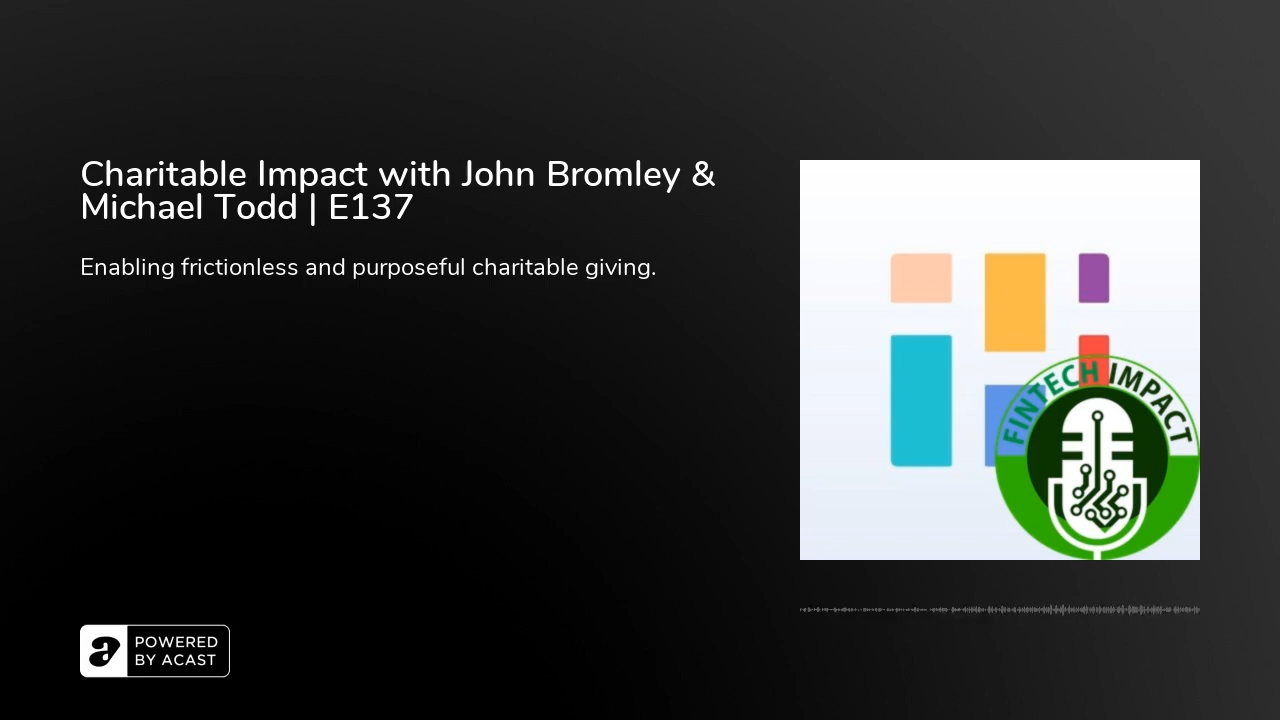 Charitable Impact with John Bromley &
Michael Todd | E137
Enabling frictionless and purposeful charitable giving.
FINTECH IMPACT
POWERED
BY ACAST